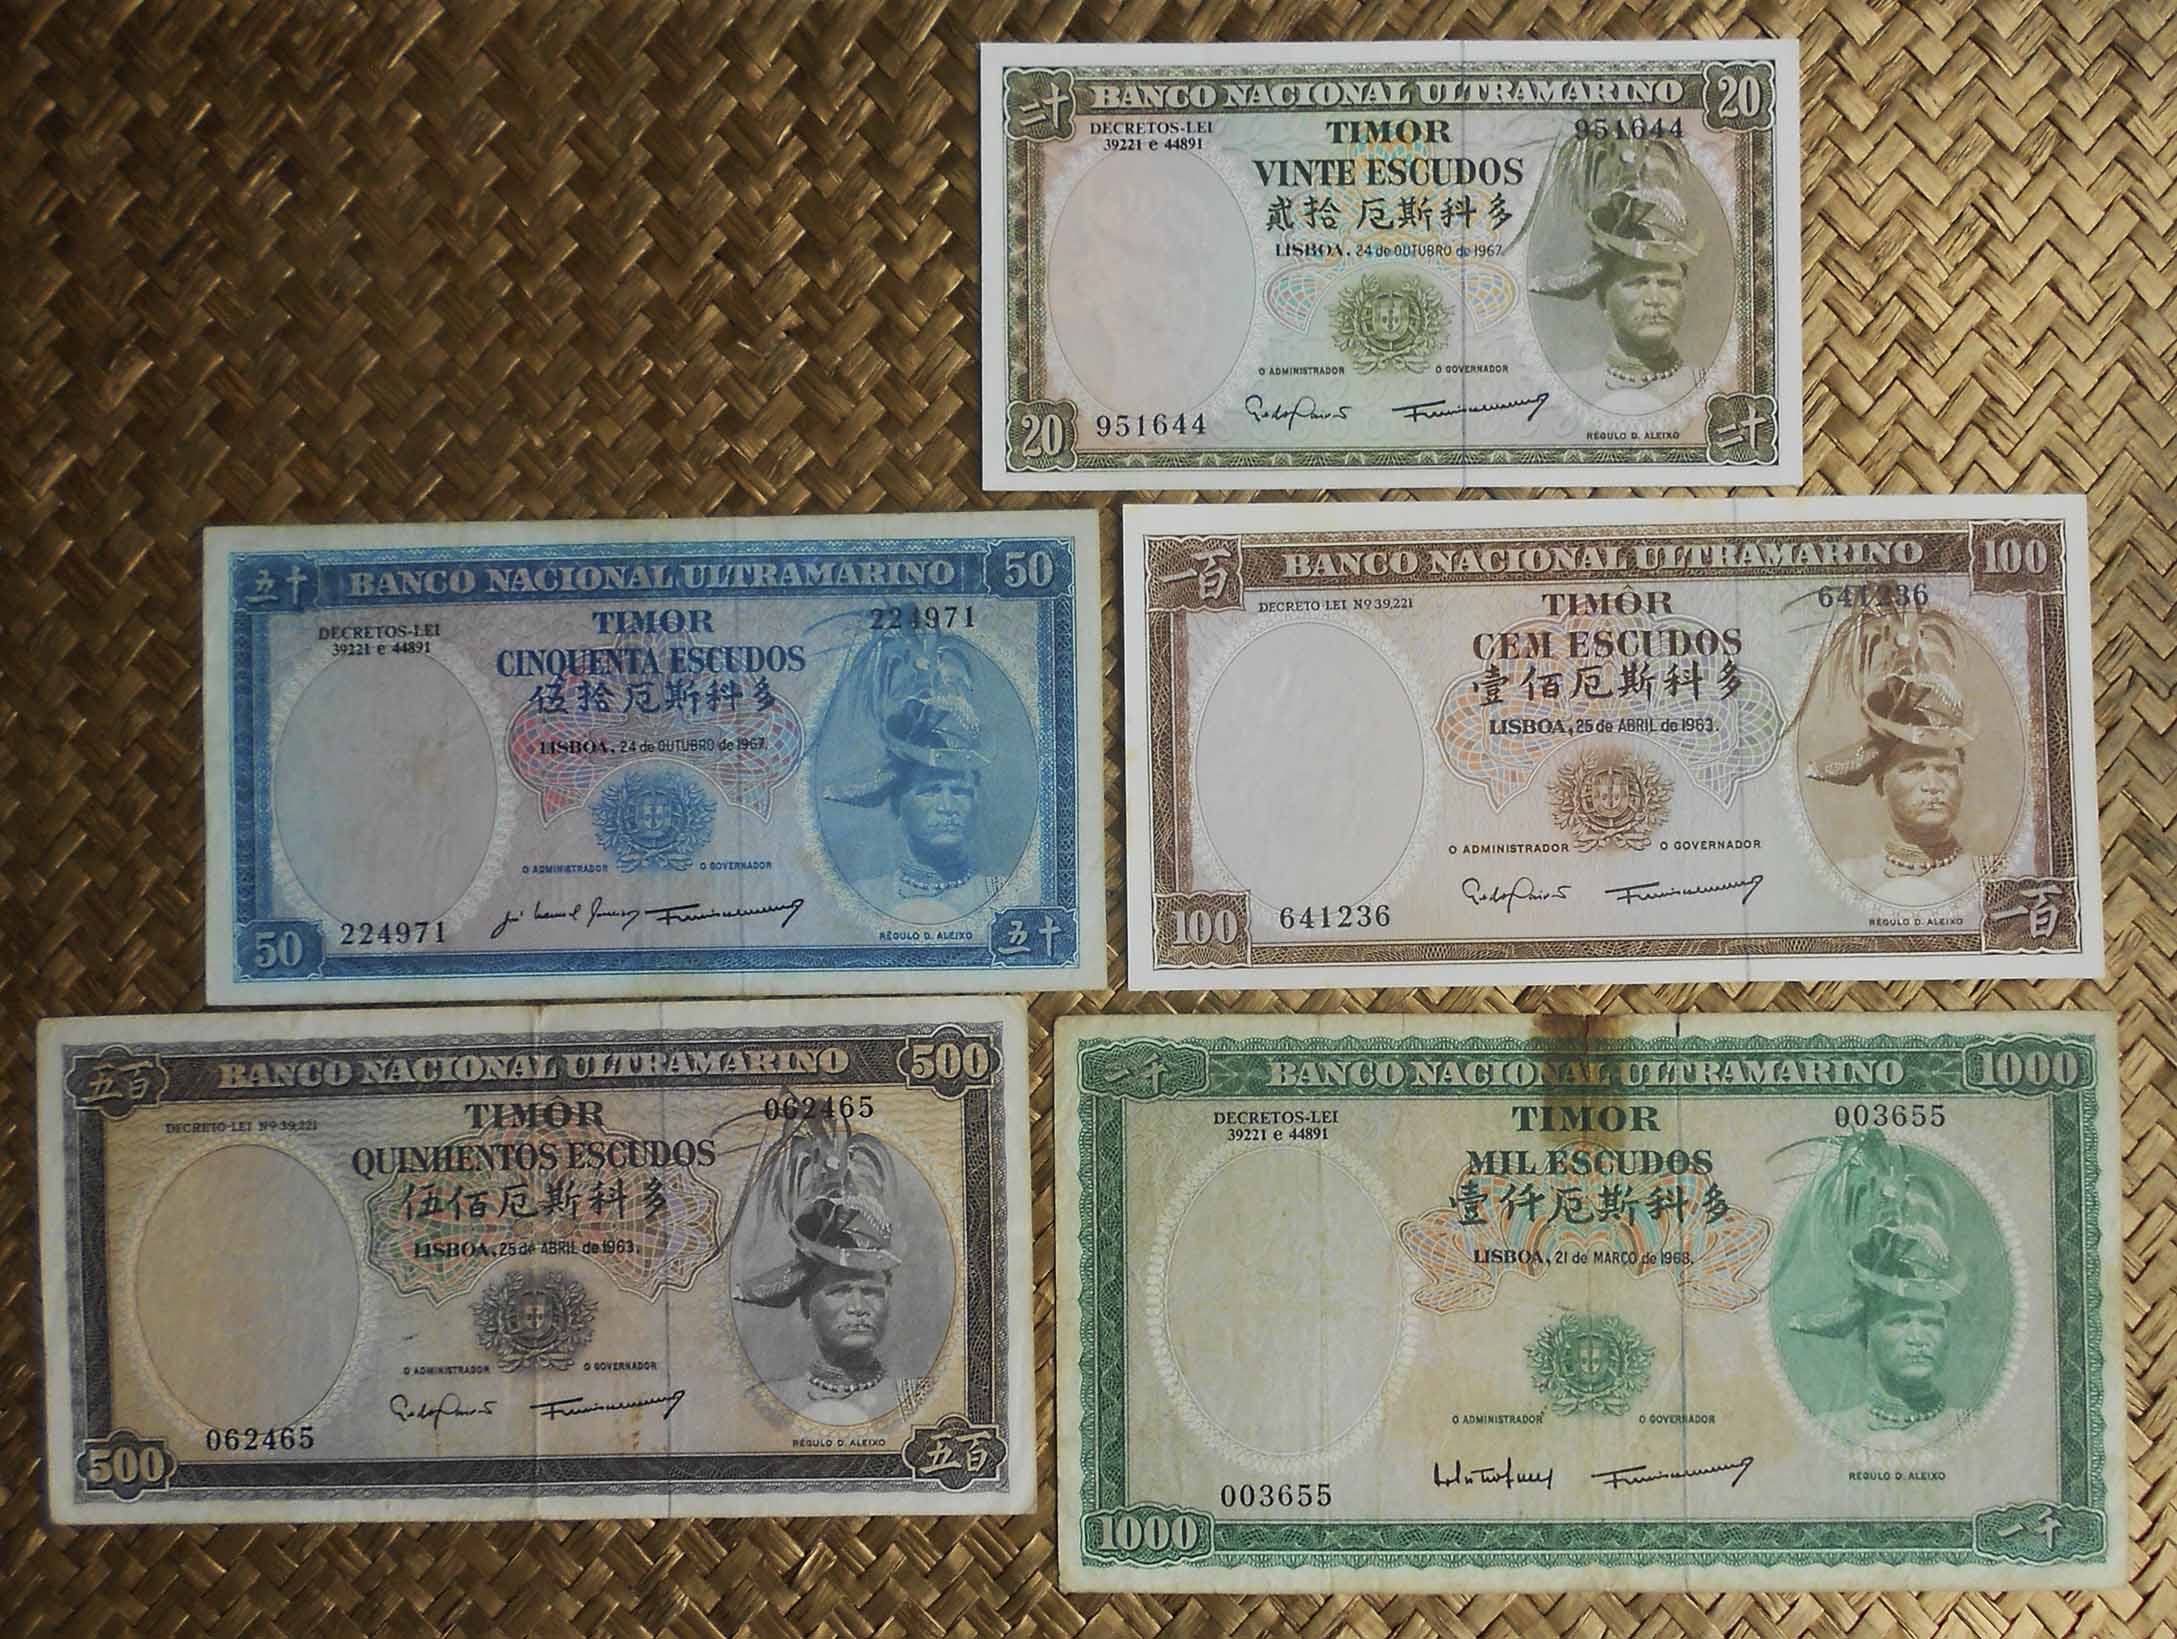 二十 BANCO NACIONAL ULTRAMARINO 20
DECRETOS-LEI
39221 e 44891
TIMOR
951644
VINTE ESCUDOS
貳拾厄斯科多
LISBOA, 24 de OUTUBRO de 1967.
O ADMINISTRADOR O GOVERNADOR
20 951644
RÉGULO D. ALEIXO
二十
五十 BANCO NACIONAL ULTRAMARINO 50
DECRETOS-LEI
39221 e 44891
TIMOR
224971
CINQUENTA ESCUDOS
伍拾厄斯科多
LISBOA, 24 de OUTUBRO de 1967.
O ADMINISTRADOR O GOVERNADOR
50 224971
RÉGULO D. ALEIXO
五十
一百 BANCO NACIONAL ULTRAMARINO 100
DECRETO LEI Nº 39,221
TIMÔR
641236
CEM ESCUDOS
壹佰厄斯科多
LISBOA, 25 de ABRIL de 1963.
O ADMINISTRADOR O GOVERNADOR
100 641236
RÉGULO D. ALEIXO
一百
五百 BANCO NACIONAL ULTRAMARINO 500
DECRETO LEI Nº 39,221
TIMÔR
062465
QUINHENTOS ESCUDOS
伍佰厄斯科多
LISBOA, 25 de ABRIL de 1963.
O ADMINISTRADOR O GOVERNADOR
500 062465
RÉGULO D. ALEIXO
五百
一千 BANCO NACIONAL ULTRAMARINO 1000
DECRETOS-LEI
39221 e 44891
TIMOR
003655
MIL ESCUDOS
壹仟厄斯科多
LISBOA, 21 de MARÇO de 1968.
O ADMINISTRADOR O GOVERNADOR
1000 003655
RÉGULO D. ALEIXO
一千